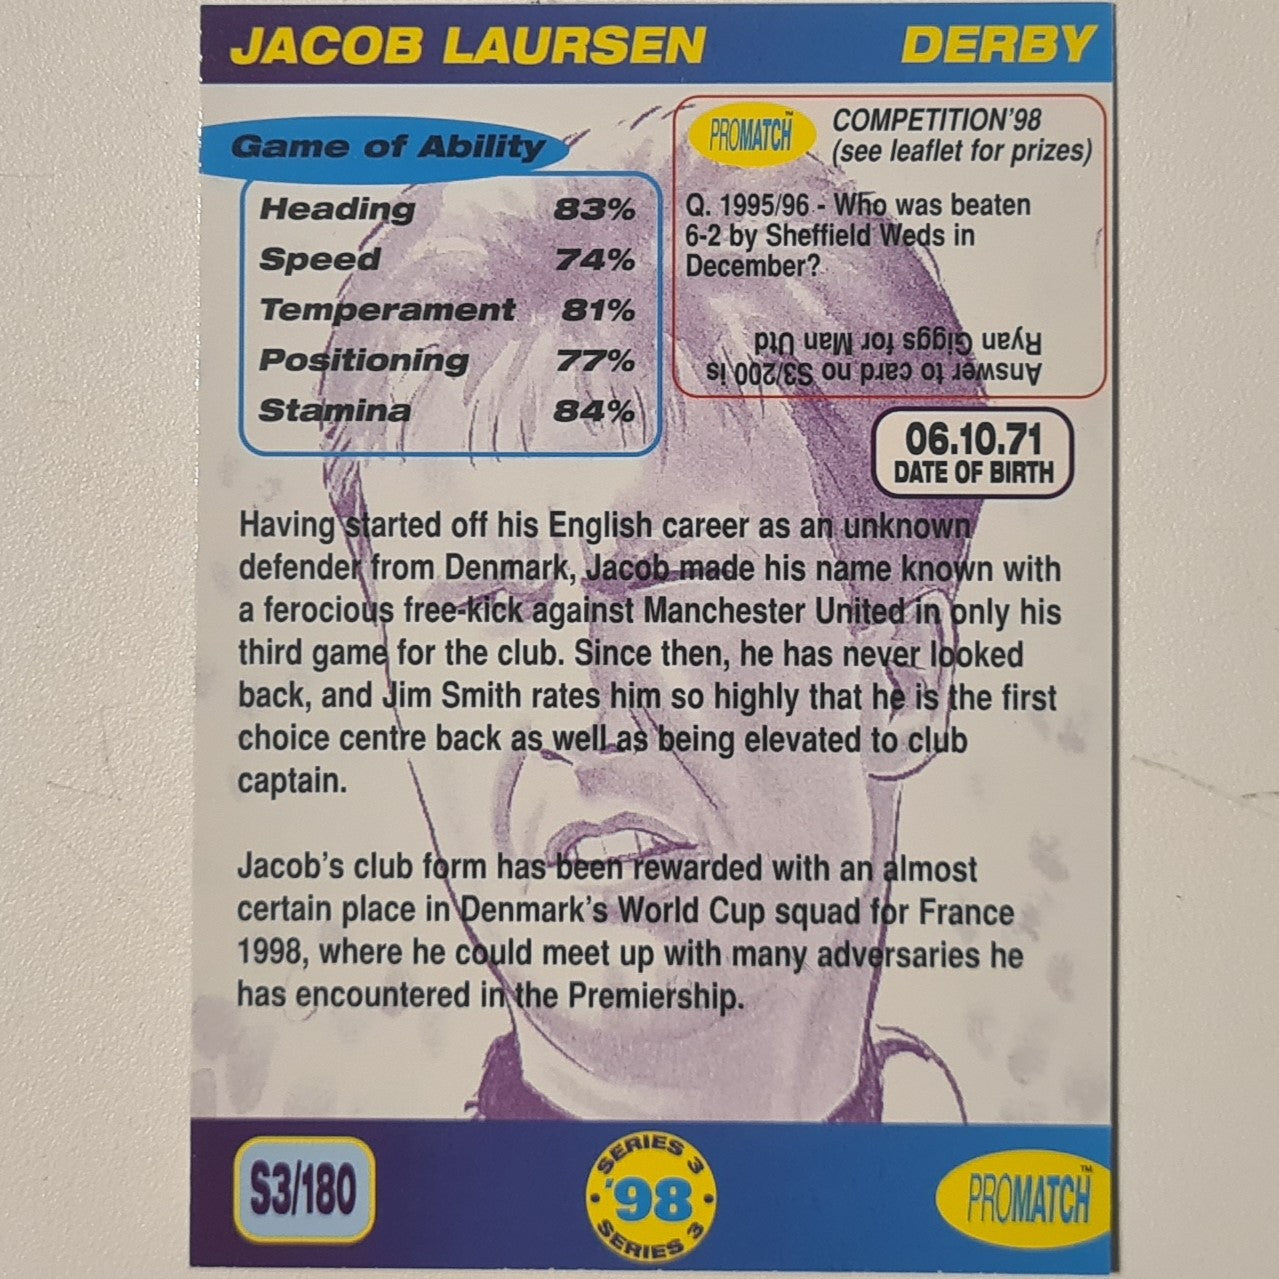 JACOB LAURSEN DERBY
Game of Ability
Heading 83%
Speed 74%
Temperament 81%
Positioning 77%
Stamina 84%
PROMATCH™
COMPETITION'98
(see leaflet for prizes)
Q. 1995/96 - Who was beaten
6-2 by Sheffield Weds in
December?
Answer to card no S3/200 is
Ryan Giggs for Man Utd
06.10.71
DATE OF BIRTH
Having started off his English career as an unknown
defender from Denmark, Jacob made his name known with
a ferocious free-kick against Manchester United in only his
third game for the club. Since then, he has never looked
back, and Jim Smith rates him so highly that he is the first
choice centre back as well as being elevated to club
captain.
Jacob's club form has been rewarded with an almost
certain place in Denmark's World Cup squad for France
1998, where he could meet up with many adversaries he
has encountered in the Premiership.
S3/180
SERIES 3
'98
SERIES 3
PROMATCH™